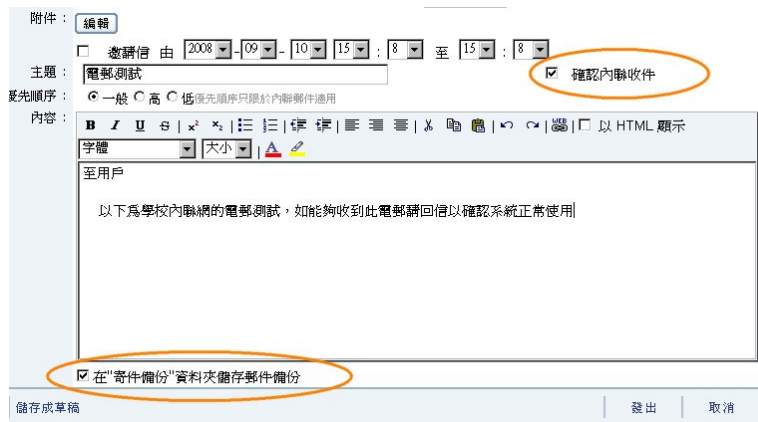 附件：
編輯
邀請信 由 2008 - 09 - 10 15 : 8 至 15 : 8
主題： 電郵測試 確認內聯收件
優先順序： 一般 高 低 優先順序只限於內聯郵件適用
內容： B I U S x² x₂ WEB 以 HTML 顯示
字體 大小 A
至用戶
以下為學校內聯網的電郵測試，如能夠收到此電郵請回信以確認系統正常使用
在"寄件備份"資料夾儲存郵件備份
儲存成草稿 發出 取消